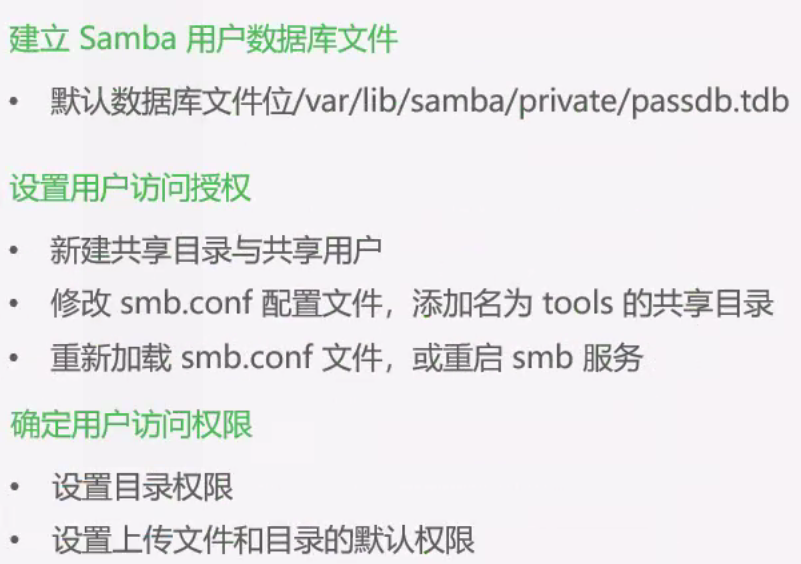 建立 Samba 用户数据库文件
• 默认数据库文件位/var/lib/samba/private/passdb.tdb
设置用户访问授权
• 新建共享目录与共享用户
• 修改 smb.conf 配置文件，添加名为 tools 的共享目录
• 重新加载 smb.conf 文件，或重启 smb 服务
确定用户访问权限
• 设置目录权限
• 设置上传文件和目录的默认权限